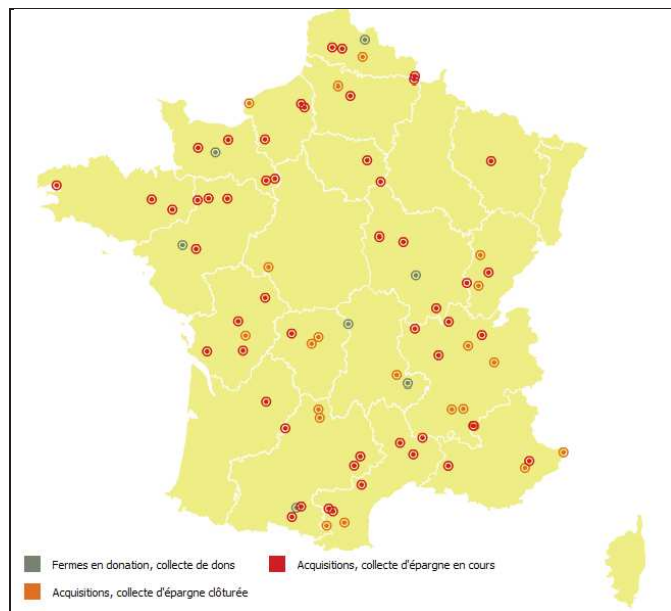 Fermes en donation, collecte de dons
Acquisitions, collecte d'épargne en cours
Acquisitions, collecte d'épargne clôturée